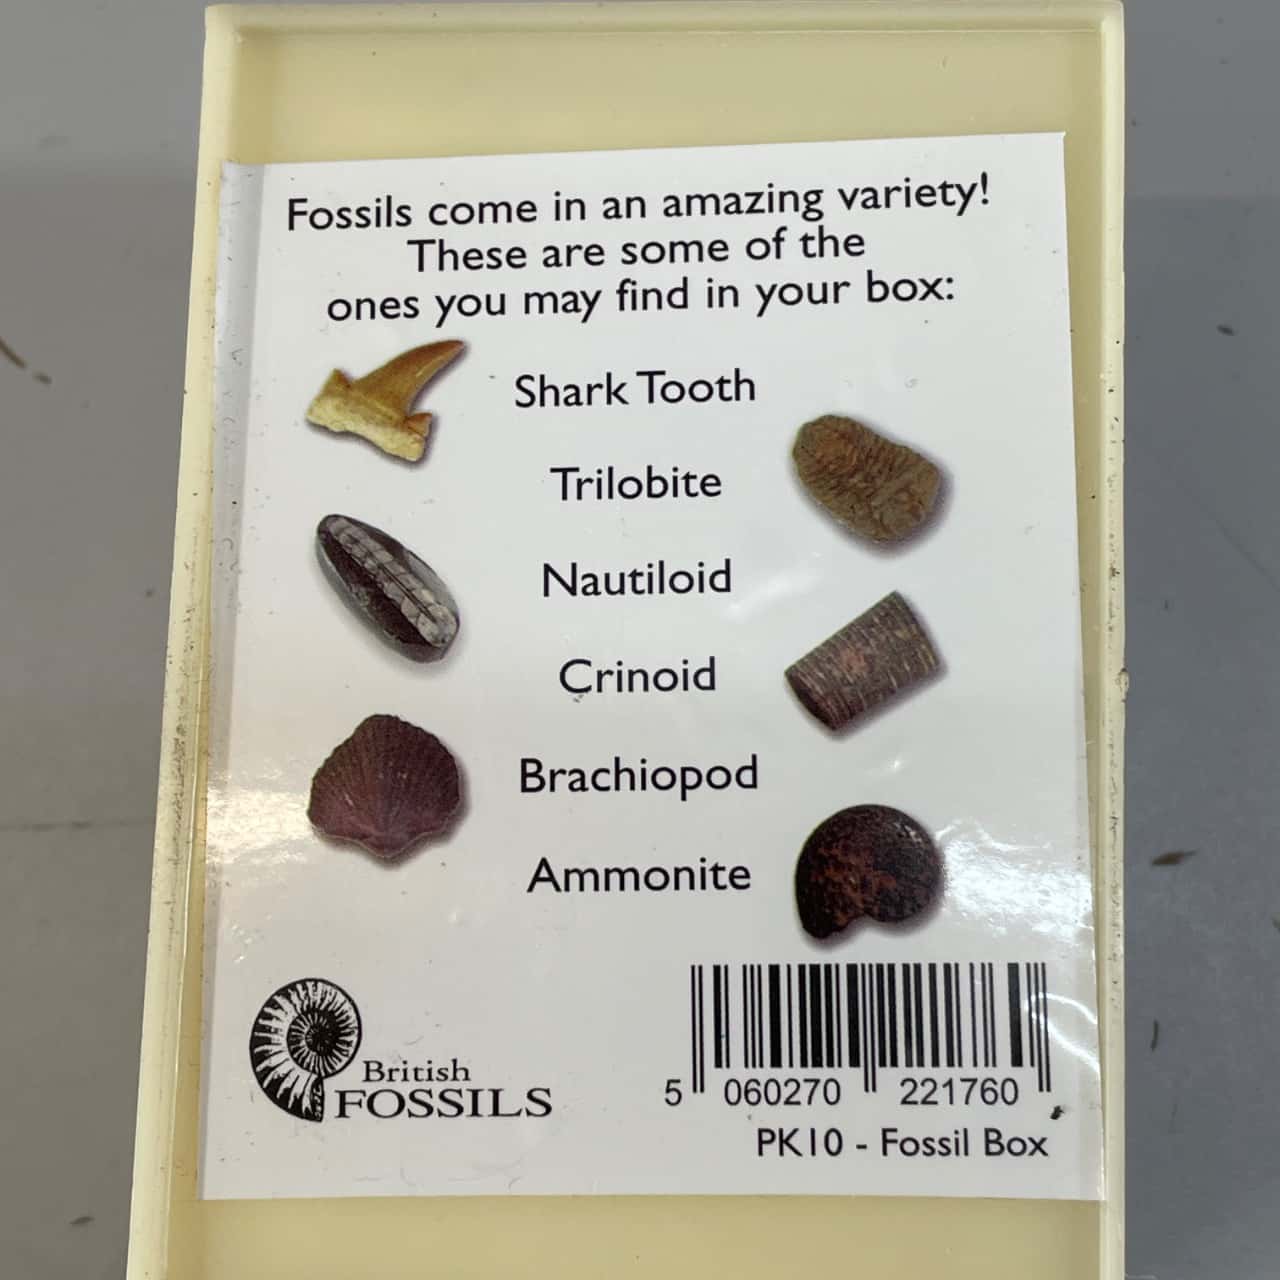 Fossils come in an amazing variety!
These are some of the
ones you may find in your box:
Shark Tooth
Trilobite
Nautiloid
Crinoid
Brachiopod
Ammonite
British
FOSSILS
5 060270 221760
PK10 - Fossil Box